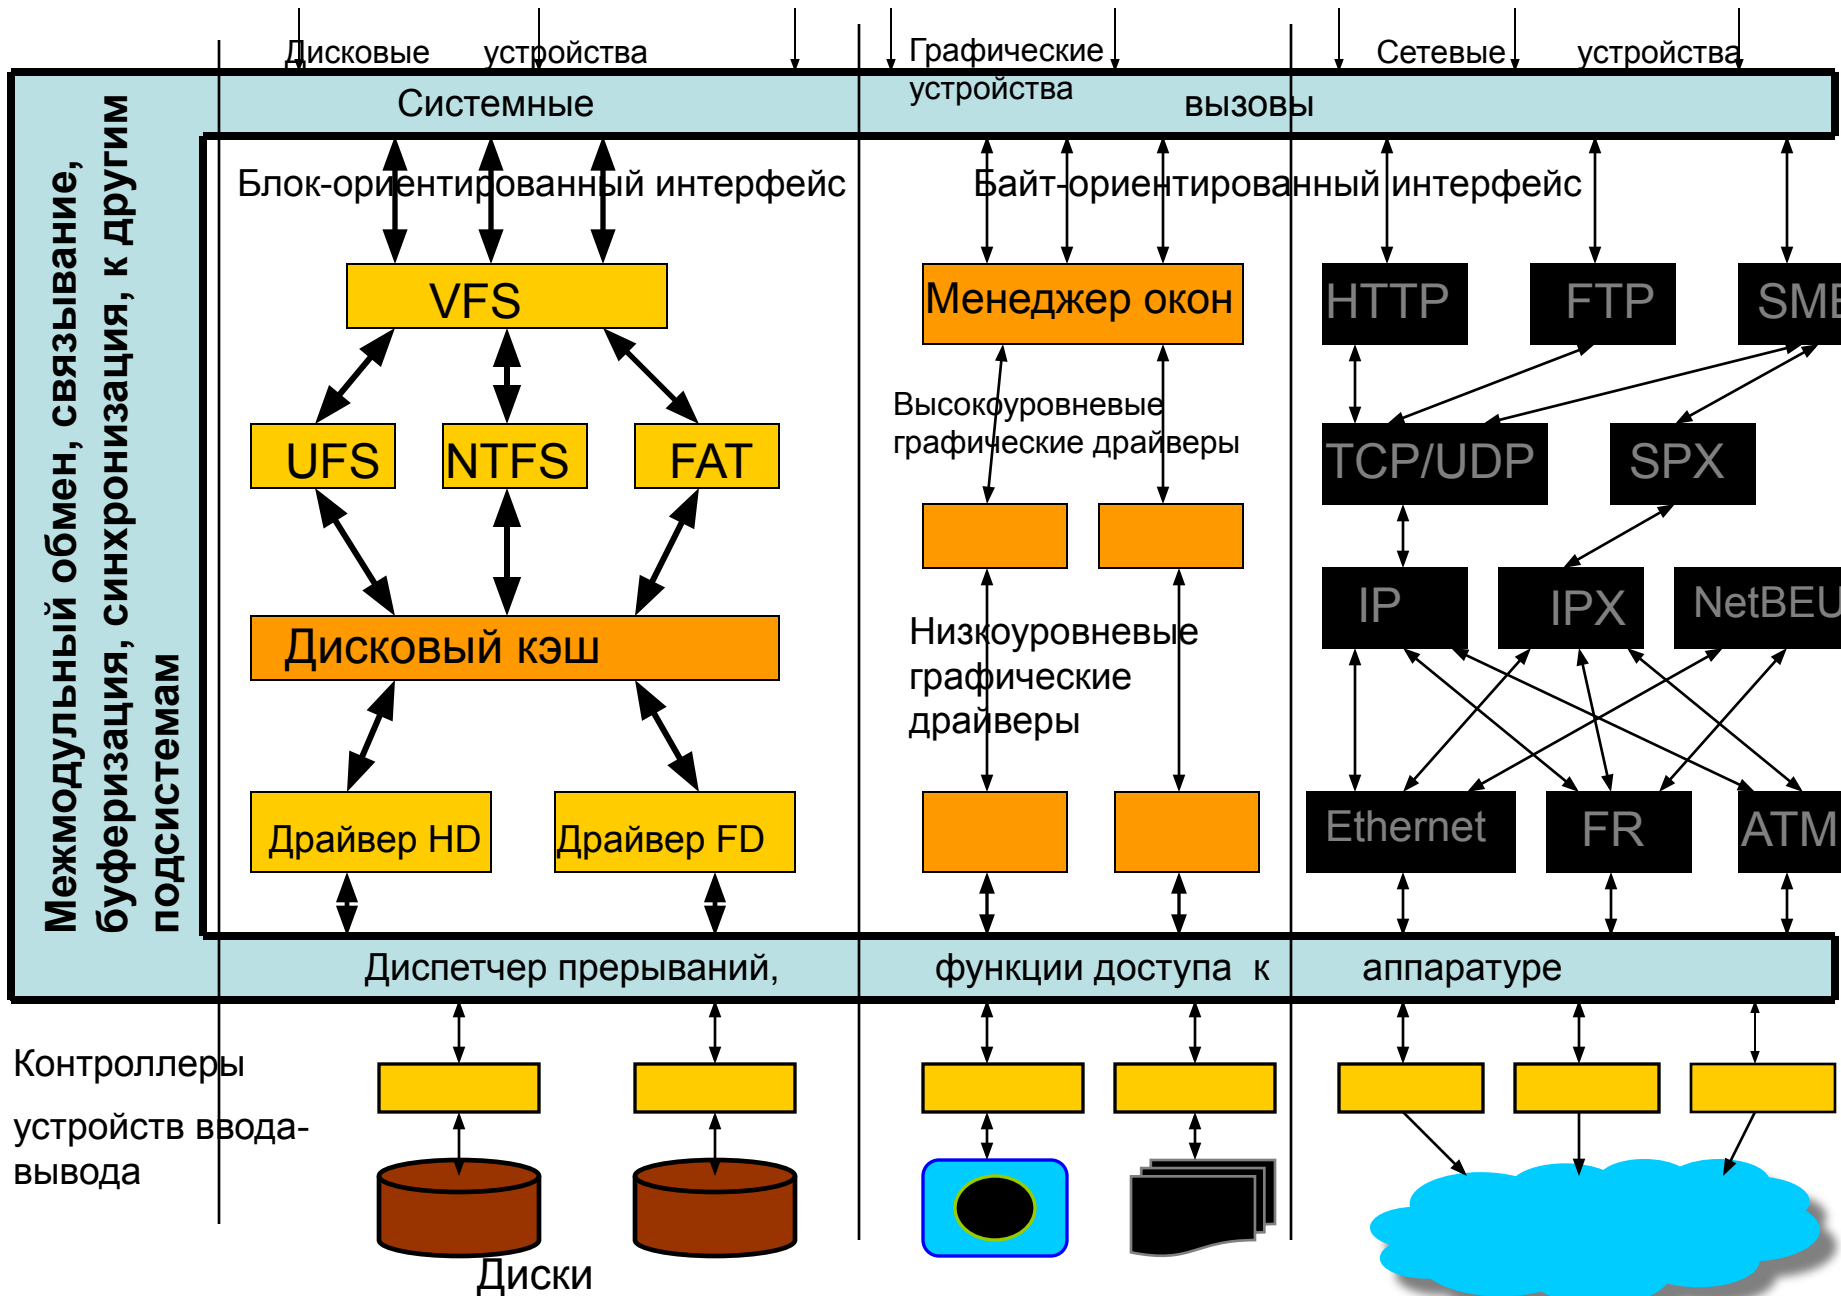 Дисковые устройства
Графические
устройства
Сетевые устройства
Системные вызовы
Межмодульный обмен, связывание,
буферизация, синхронизация, к другим
подсистемам
Блок-ориентированный интерфейс
Байт-ориентированный интерфейс
VFS
Менеджер окон
HTTP
FTP
SMB
Высокоуровневые
графические драйверы
UFS
NTFS
FAT
TCP/UDP
SPX
Дисковый кэш
Низкоуровневые
графические
драйверы
IP
IPX
NetBEU
Драйвер HD
Драйвер FD
Ethernet
FR
ATM
Диспетчер прерываний, функции доступа к аппаратуре
Контроллеры
устройств ввода-
вывода
Диски